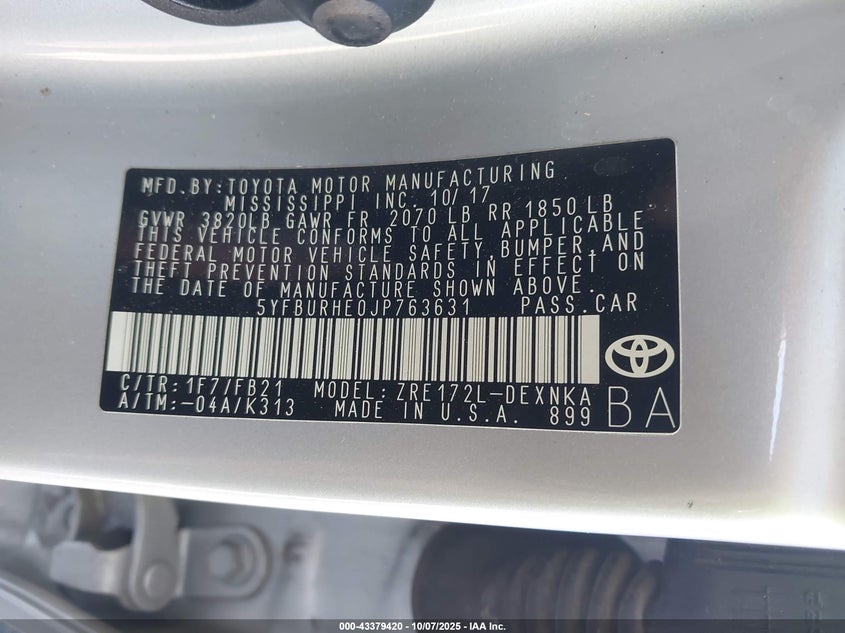 MFD. BY: TOYOTA MOTOR MANUFACTURING
MISSISSIPPI INC. 10/17
GVWR 3820LB GAWR FR 2070 LB RR 1850 LB
THIS VEHICLE CONFORMS TO ALL APPLICABLE
FEDERAL MOTOR VEHICLE SAFETY, BUMPER, AND
THEFT PREVENTION STANDARDS IN EFFECT ON
THE DATE OF MANUFACTURE SHOWN ABOVE.
5YFBURHE0JP763631 PASS. CAR
C/TR: 1F7/FB21 MODEL: ZRE172L-DEXNKA
A/TM: -04A/K313 MADE IN U.S.A. 899
BA
000-43379420 | 10/07/2025 - IAA Inc.